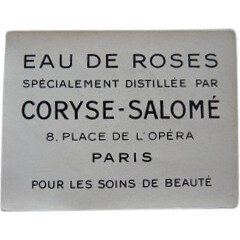 EAU DE ROSES
SPÉCIALEMENT DISTILLÉE PAR
CORYSE-SALOMÉ
8, PLACE DE L'OPÉRA
PARIS
POUR LES SOINS DE BEAUTÉ